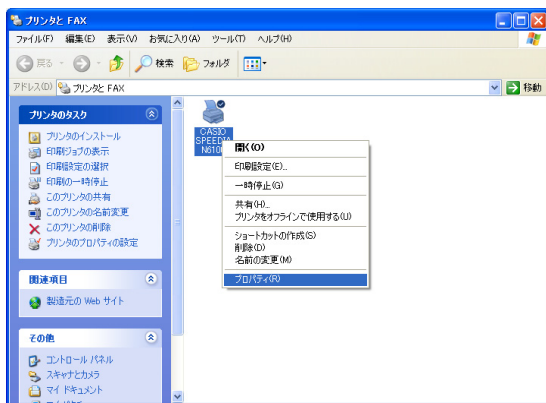 プリンタと FAX
ファイル(F) 編集(E) 表示(V) お気に入り(A) ツール(T) ヘルプ(H)
戻る 検索 フォルダ
アドレス(D) プリンタと FAX 移動
プリンタのタスク
プリンタのインストール
印刷ジョブの表示
印刷設定の選択
印刷の一時停止
このプリンタの共有
このプリンタの名前変更
このプリンタの削除
プリンタのプロパティの設定
関連項目
製造元の Web サイト
その他
コントロール パネル
スキャナとカメラ
マイ ドキュメント
CASIO
SPEEDIA
N610
開く(O)
印刷設定(E)...
一時停止(G)
共有(H)...
プリンタをオフラインで使用する(U)
ショートカットの作成(S)
削除(D)
名前の変更(M)
プロパティ(R)